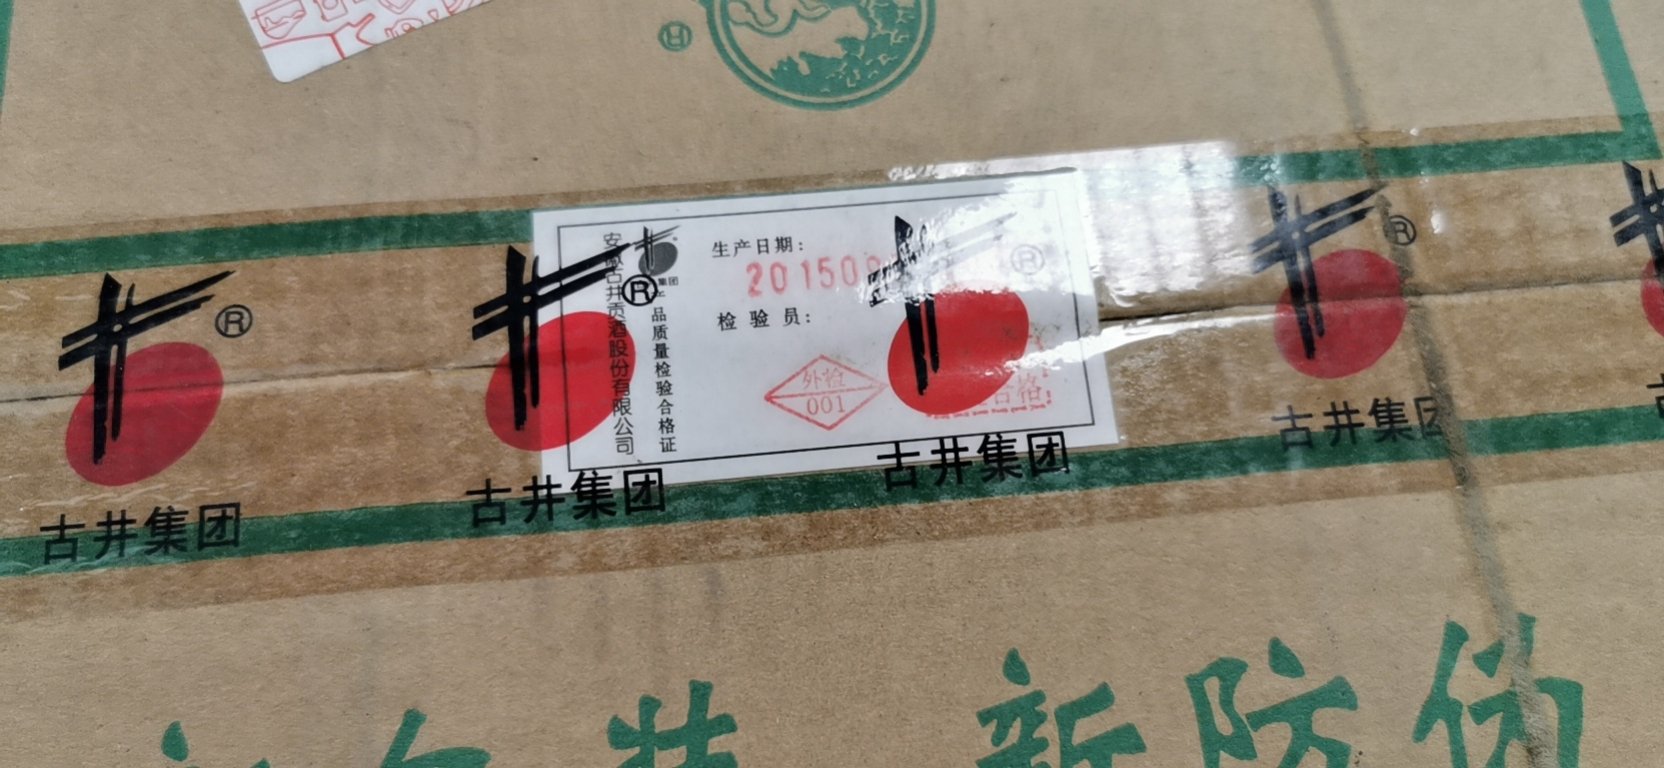 安徽古井贡酒股份有限公司
产品质量检验合格证
集团
生产日期:
201508
检验员:
外检
001
合格
®
古井集团
®
古井集团
®
古井集团
®
古井集团
装 新防伪